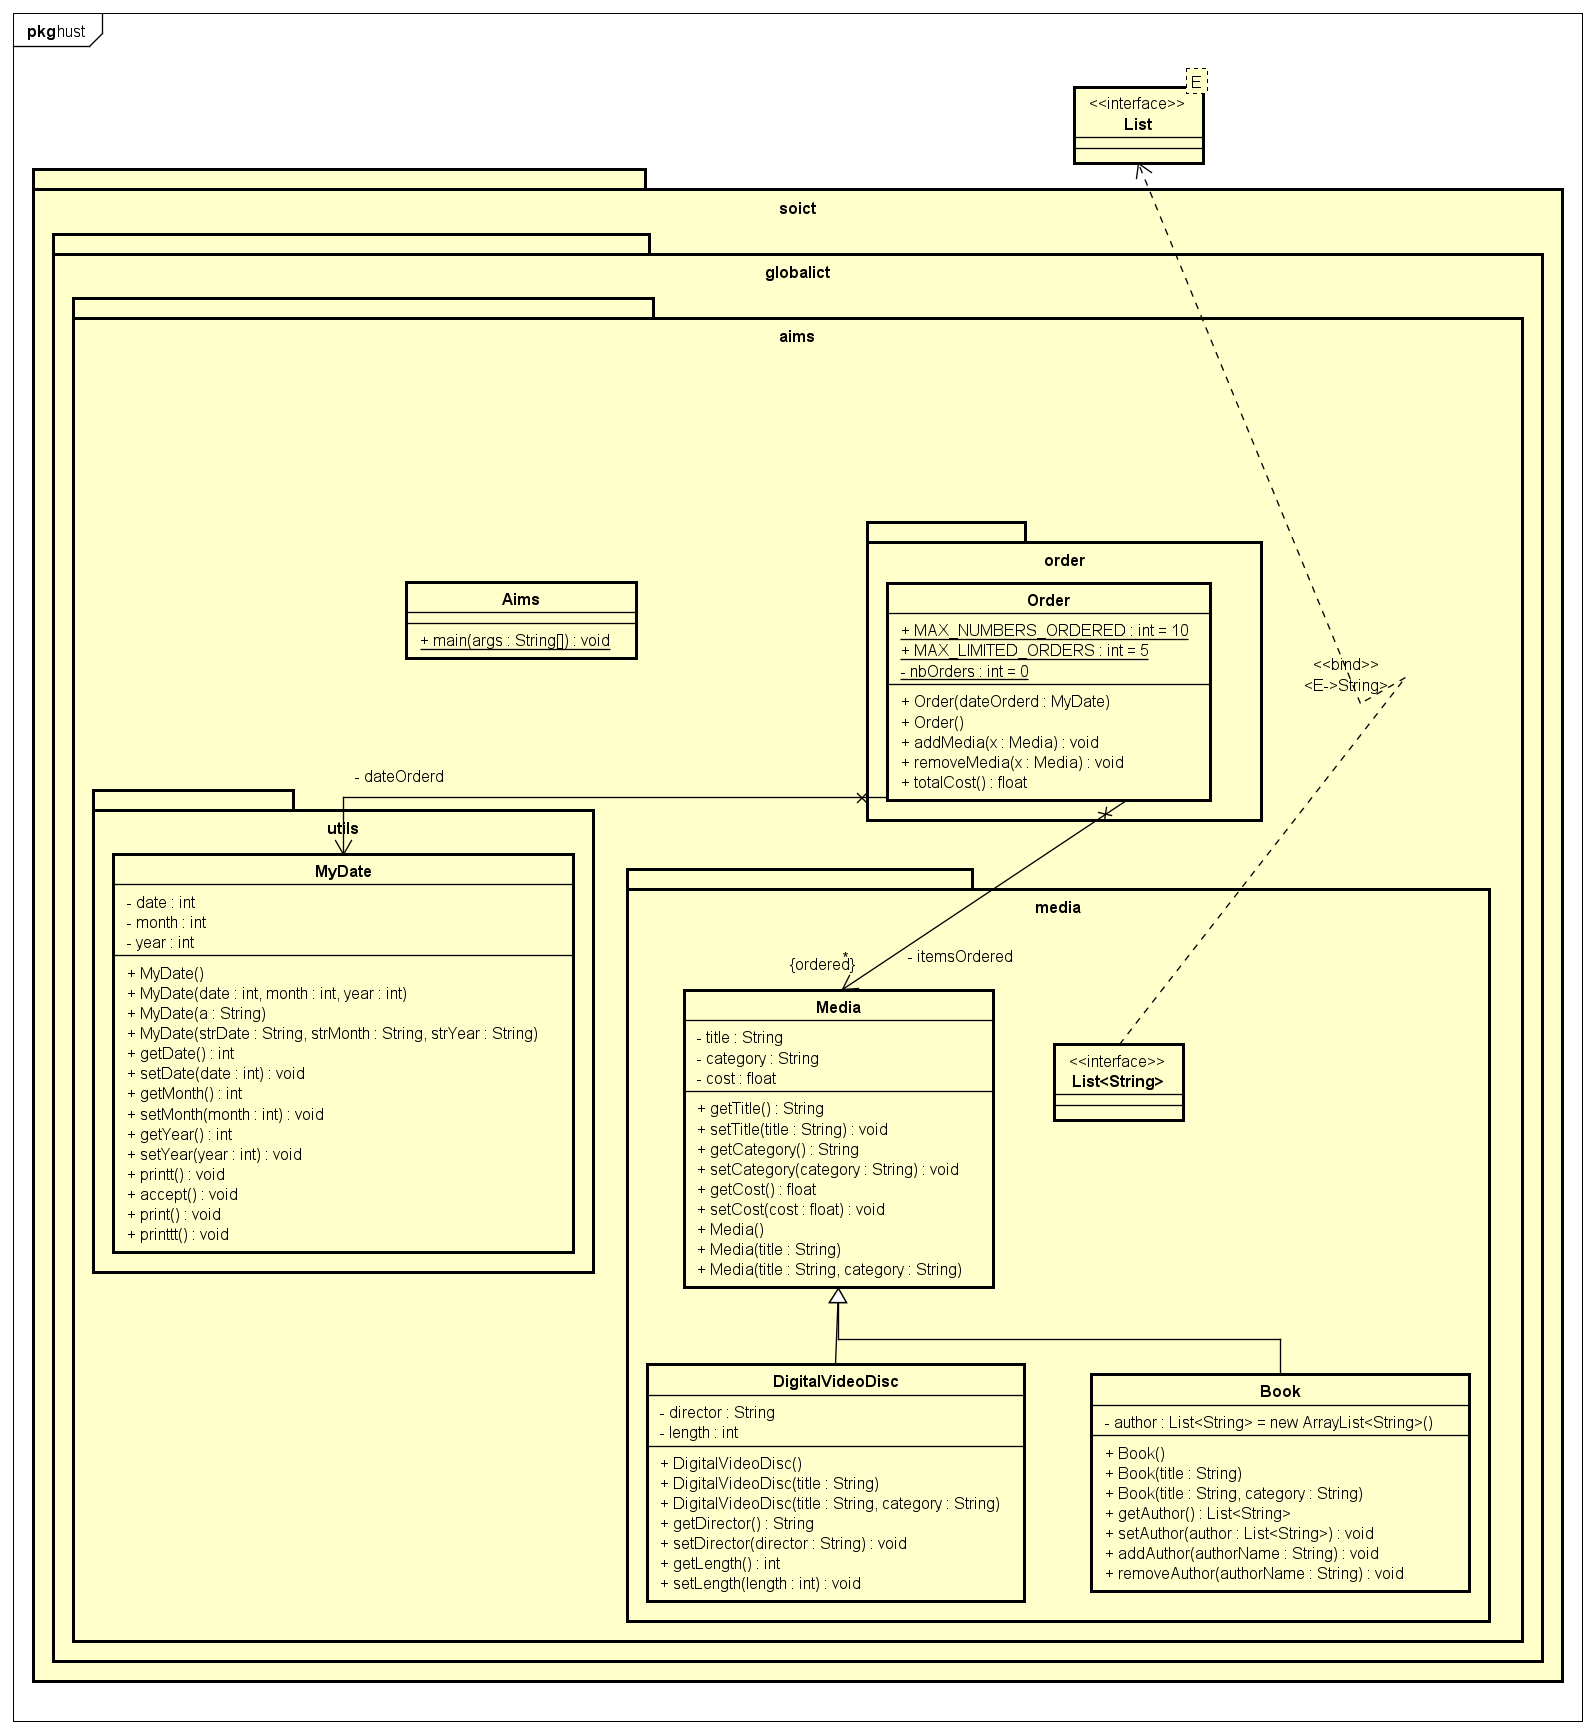 pkg hust
E
<<interface>>
List
soict
globalict
aims
order
Order
+ MAX_NUMBERS_ORDERED : int = 10
+ MAX_LIMITED_ORDERS : int = 5
- nbOrders : int = 0
+ Order(dateOrderd : MyDate)
+ Order()
+ addMedia(x : Media) : void
+ removeMedia(x : Media) : void
+ totalCost() : float
Aims
+ main(args : String[]) : void
<<bind>>
<E->String>
- dateOrderd
utils
MyDate
- date : int
- month : int
- year : int
+ MyDate()
+ MyDate(date : int, month : int, year : int)
+ MyDate(a : String)
+ MyDate(strDate : String, strMonth : String, strYear : String)
+ getDate() : int
+ setDate(date : int) : void
+ getMonth() : int
+ setMonth(month : int) : void
+ getYear() : int
+ setYear(year : int) : void
+ printt() : void
+ accept() : void
+ print() : void
+ printtt() : void
media
- itemsOrdered
*
{ordered}
Media
- title : String
- category : String
- cost : float
+ getTitle() : String
+ setTitle(title : String) : void
+ getCategory() : String
+ setCategory(category : String) : void
+ getCost() : float
+ setCost(cost : float) : void
+ Media()
+ Media(title : String)
+ Media(title : String, category : String)
<<interface>>
List<String>
DigitalVideoDisc
- director : String
- length : int
+ DigitalVideoDisc()
+ DigitalVideoDisc(title : String)
+ DigitalVideoDisc(title : String, category : String)
+ getDirector() : String
+ setDirector(director : String) : void
+ getLength() : int
+ setLength(length : int) : void
Book
- author : List<String> = new ArrayList<String>()
+ Book()
+ Book(title : String)
+ Book(title : String, category : String)
+ getAuthor() : List<String>
+ setAuthor(author : List<String>) : void
+ addAuthor(authorName : String) : void
+ removeAuthor(authorName : String) : void